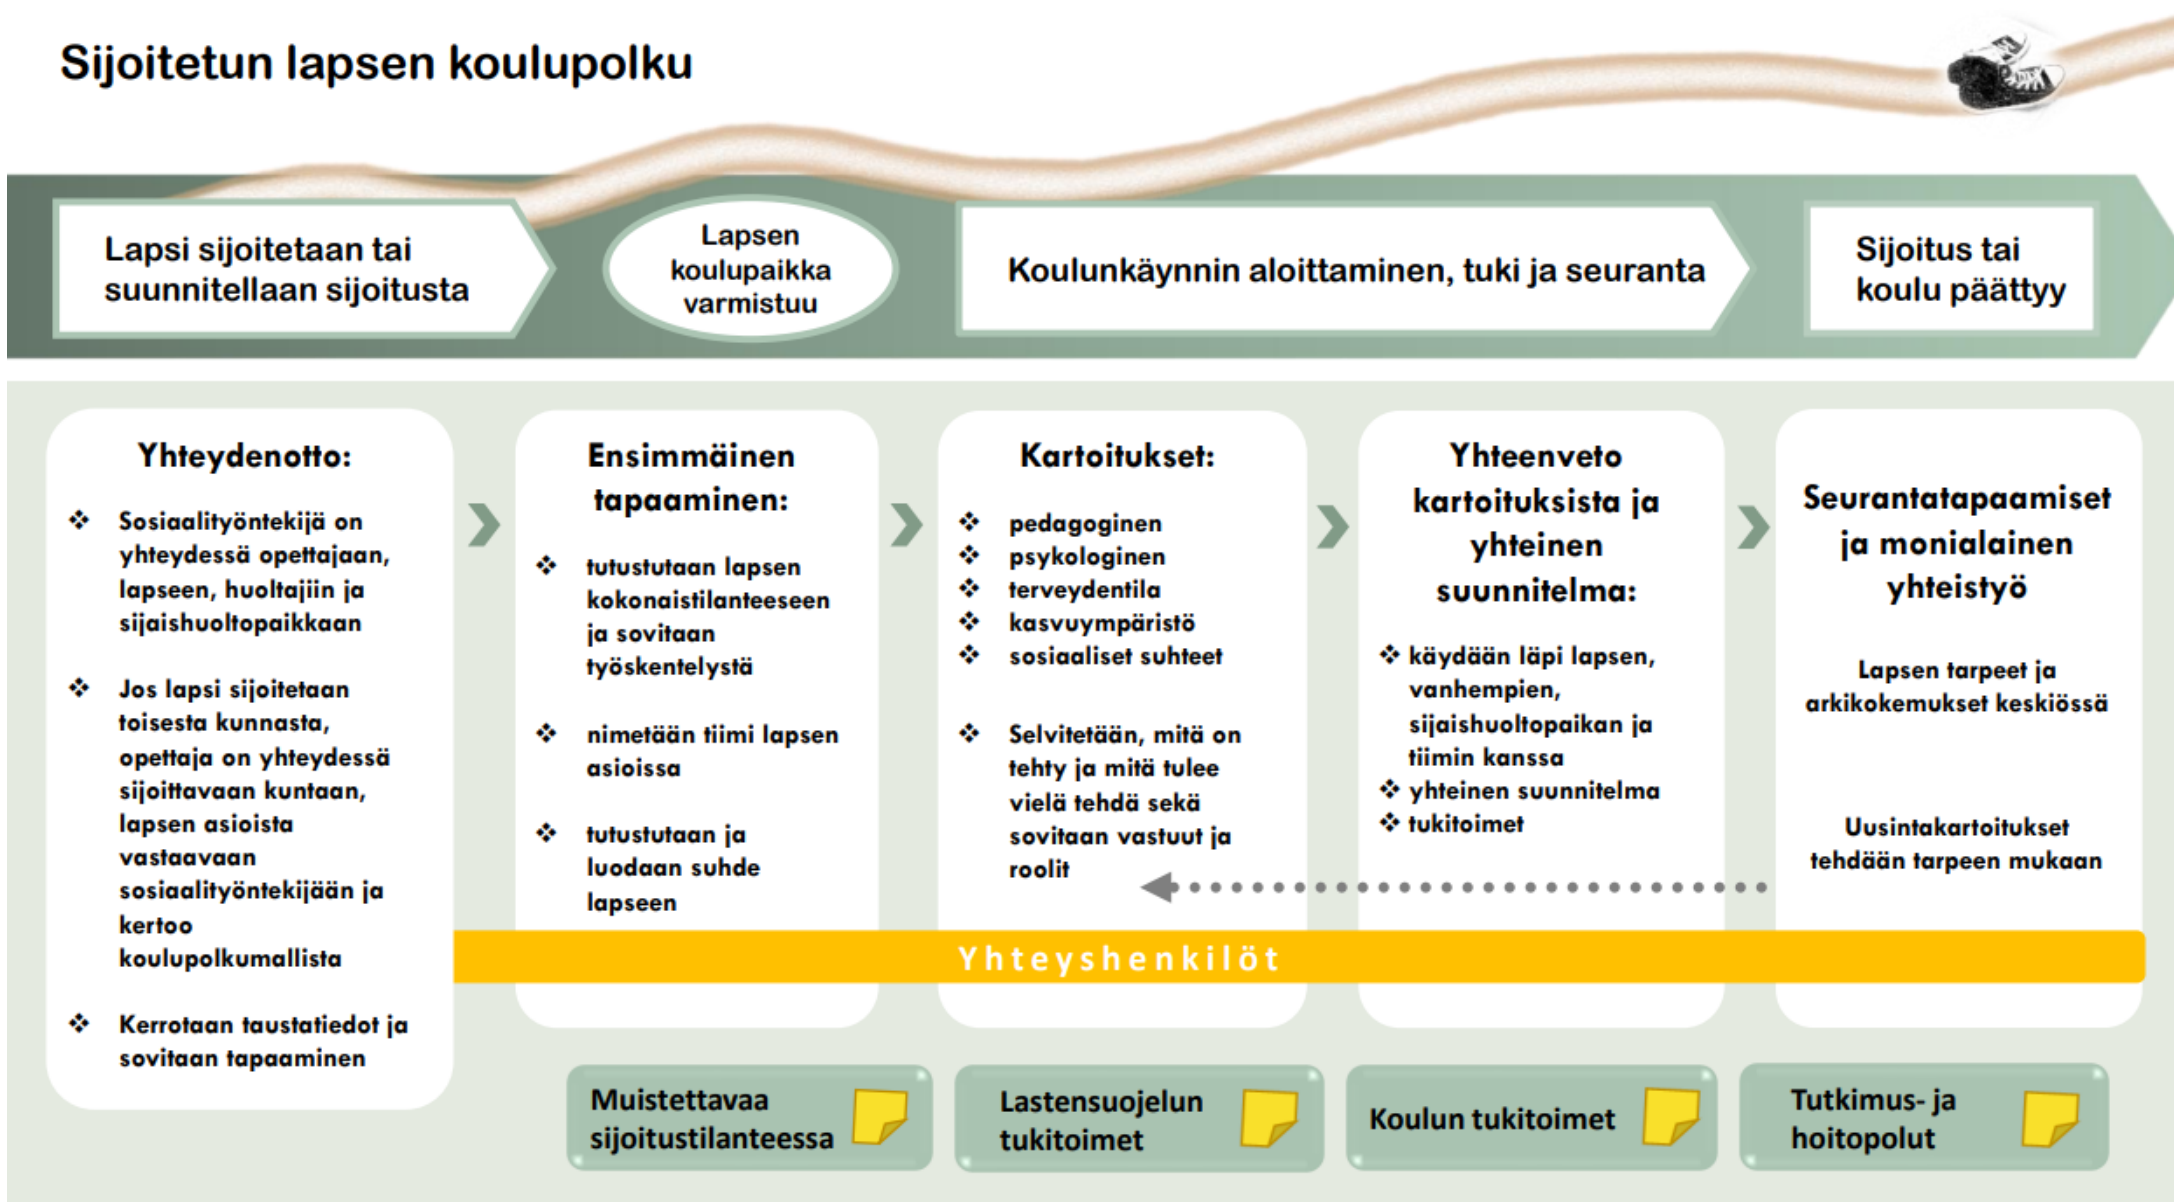 Sijoitetun lapsen koulupolku
Lapsi sijoitetaan tai
suunnitellaan sijoitusta
Lapsen
koulupaikka
varmistuu
Koulunkäynnin aloittaminen, tuki ja seuranta
Sijoitus tai
koulu päättyy
Yhteydenotto:
❖ Sosiaalityöntekijä on
yhteydessä opettajaan,
lapseen, huoltajiin ja
sijaishuoltopaikkaan
❖ Jos lapsi sijoitetaan
toisesta kunnasta,
opettaja on yhteydessä
sijoittavaan kuntaan,
lapsen asioista
vastaavaan
sosiaalityöntekijään ja
kertoo
koulupolkumallista
❖ Kerrotaan taustatiedot ja
sovitaan tapaaminen
Ensimmäinen
tapaaminen:
❖ tutustutaan lapsen
kokonaistilanteeseen
ja sovitaan
työskentelystä
❖ nimetään tiimi lapsen
asioissa
❖ tutustutaan ja
luodaan suhde
lapseen
Kartoitukset:
❖ pedagoginen
❖ psykologinen
❖ terveydentila
❖ kasvuympäristö
❖ sosiaaliset suhteet
❖ Selvitetään, mitä on
tehty ja mitä tulee
vielä tehdä sekä
sovitaan vastuut ja
roolit
Yhteenveto
kartoituksista ja
yhteinen
suunnitelma:
❖ käydään läpi lapsen,
vanhempien,
sijaishuoltopaikan ja
tiimin kanssa
❖ yhteinen suunnitelma
❖ tukitoimet
Seurantatapaamiset
ja monialainen
yhteistyö
Lapsen tarpeet ja
arkikokemukset keskiössä
Uusintakartoitukset
tehdään tarpeen mukaan
Yhteyshenkilöt
Muistettavaa
sijoitustilanteessa
Lastensuojelun
tukitoimet
Koulun tukitoimet
Tutkimus- ja
hoitopolut